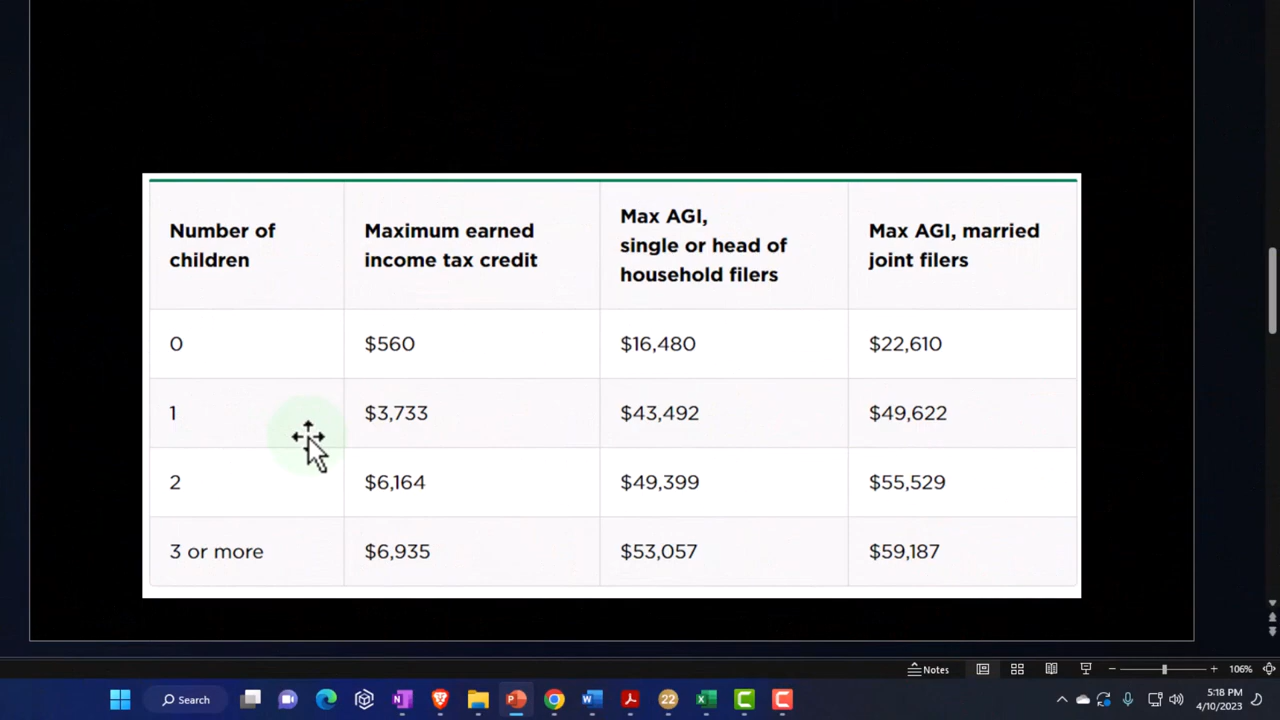 Number of
children
Maximum earned
income tax credit
Max AGI,
single or head of
household filers
Max AGI, married
joint filers
0
$560
$16,480
$22,610
1
$3,733
$43,492
$49,622
2
$6,164
$49,399
$55,529
3 or more
$6,935
$53,057
$59,187
Notes
106%
Search
22
5:18 PM
4/10/2023